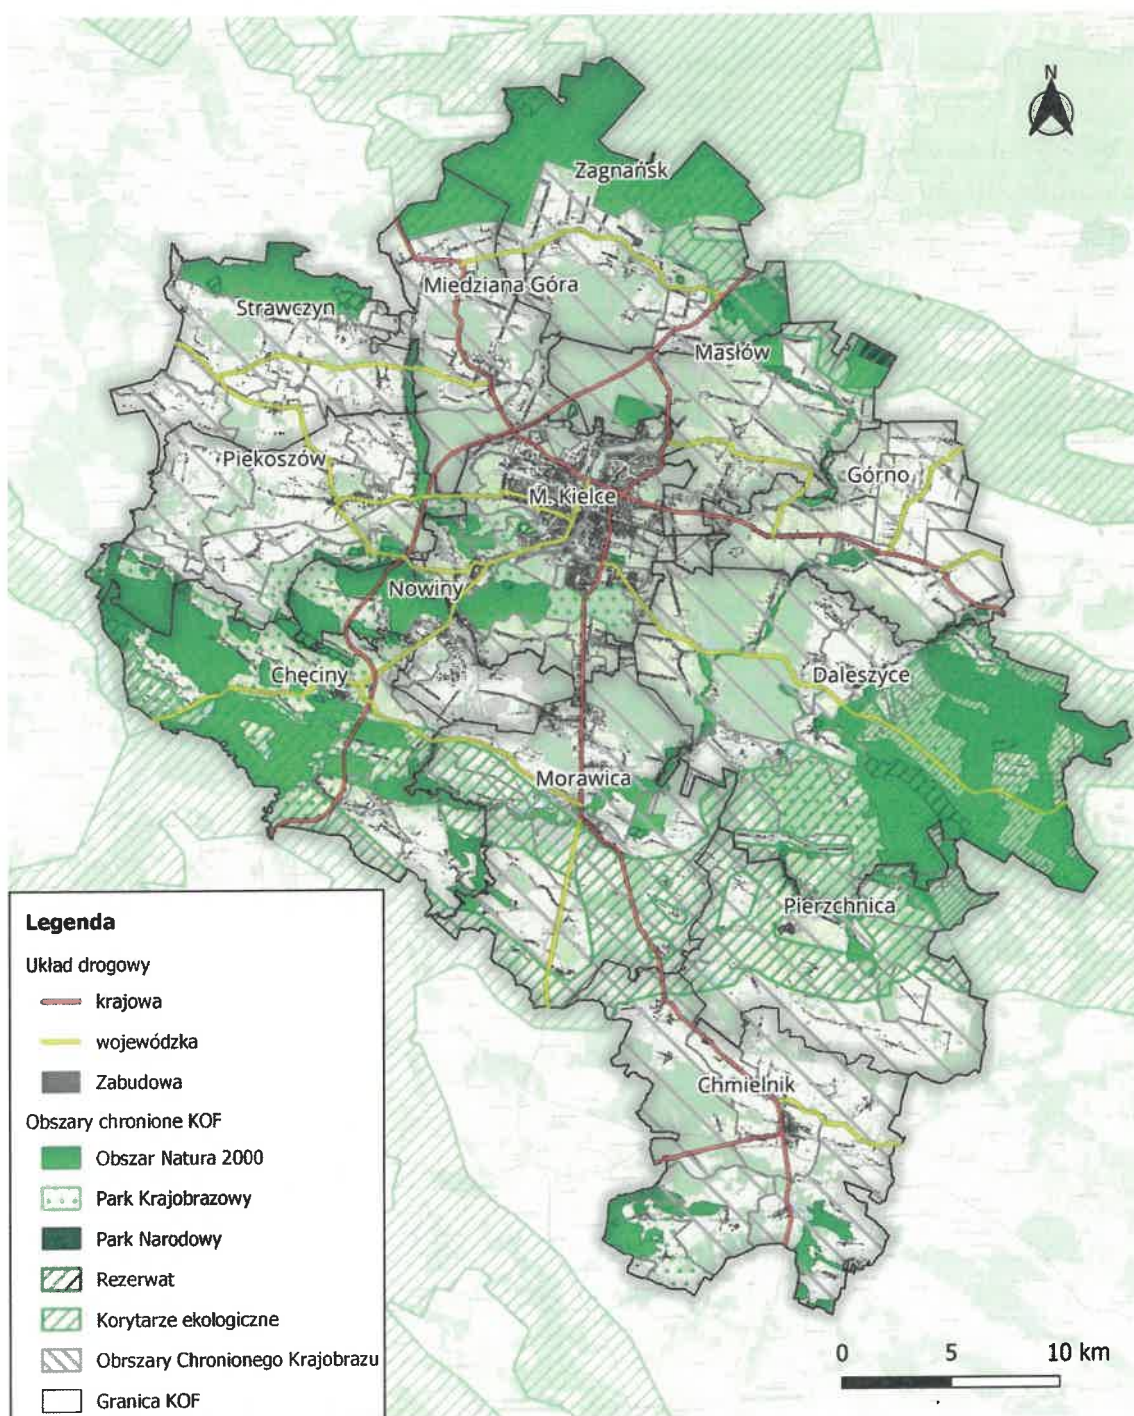 N
Zagnańsk
Miedziana Góra
Strawczyn
Masłów
Piekoszów
Górno
M. Kielce
Nowiny
Chęciny
Daleszyce
Morawica
Pierzchnica
Chmielnik
Legenda
Układ drogowy
krajowa
wojewódzka
Zabudowa
Obszary chronione KOF
Obszar Natura 2000
Park Krajobrazowy
Park Narodowy
Rezerwat
Korytarze ekologiczne
Obrszary Chronionego Krajobrazu
Granica KOF
0 5 10 km